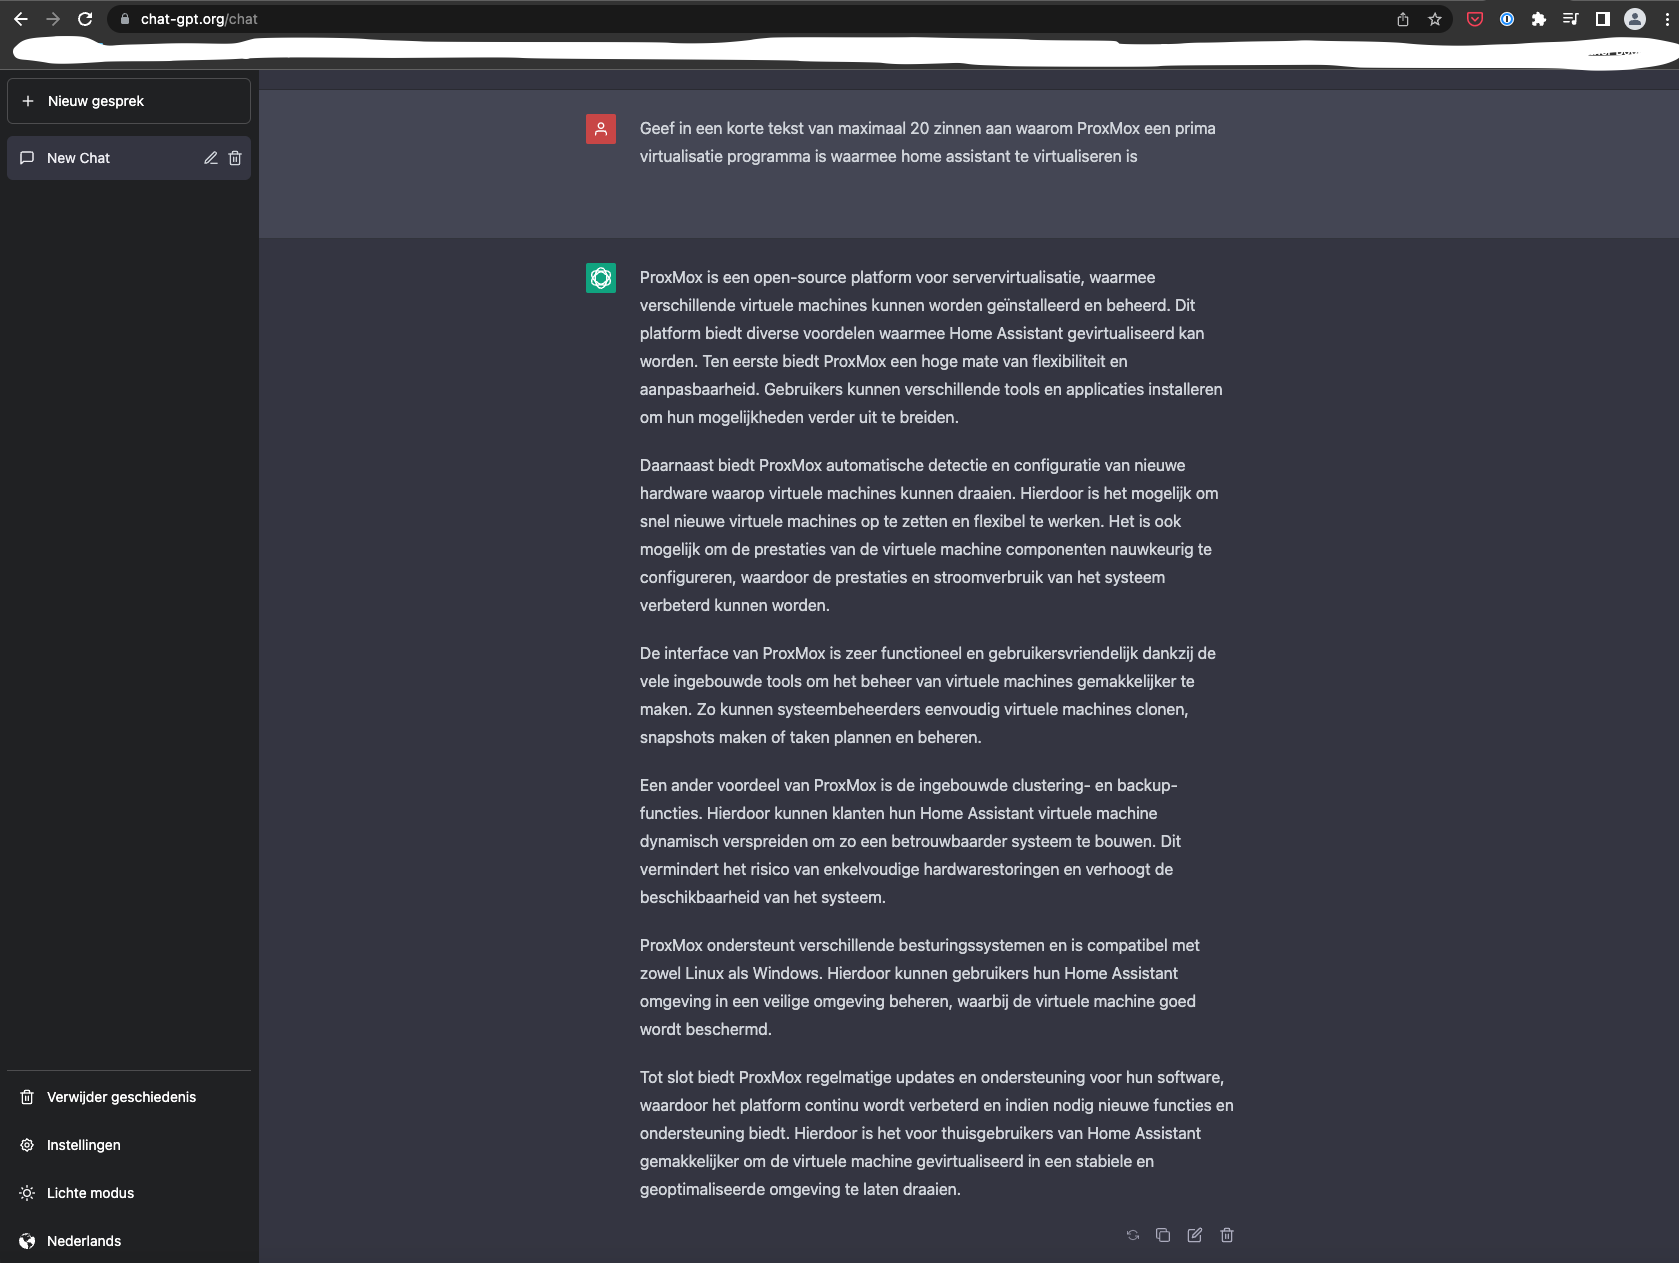 chat-gpt.org/chat
Nieuw gesprek
New Chat
Geef in een korte tekst van maximaal 20 zinnen aan waarom ProxMox een prima
virtualisatie programma is waarmee home assistant te virtualiseren is
ProxMox is een open-source platform voor servervirtualisatie, waarmee
verschillende virtuele machines kunnen worden geïnstalleerd en beheerd. Dit
platform biedt diverse voordelen waarmee Home Assistant gevirtualiseerd kan
worden. Ten eerste biedt ProxMox een hoge mate van flexibiliteit en
aanpasbaarheid. Gebruikers kunnen verschillende tools en applicaties installeren
om hun mogelijkheden verder uit te breiden.
Daarnaast biedt ProxMox automatische detectie en configuratie van nieuwe
hardware waarop virtuele machines kunnen draaien. Hierdoor is het mogelijk om
snel nieuwe virtuele machines op te zetten en flexibel te werken. Het is ook
mogelijk om de prestaties van de virtuele machine componenten nauwkeurig te
configureren, waardoor de prestaties en stroomverbruik van het systeem
verbeterd kunnen worden.
De interface van ProxMox is zeer functioneel en gebruikersvriendelijk dankzij de
vele ingebouwde tools om het beheer van virtuele machines gemakkelijker te
maken. Zo kunnen systeembeheerders eenvoudig virtuele machines clonen,
snapshots maken of taken plannen en beheren.
Een ander voordeel van ProxMox is de ingebouwde clustering- en backup-
functies. Hierdoor kunnen klanten hun Home Assistant virtuele machine
dynamisch verspreiden om zo een betrouwbaarder systeem te bouwen. Dit
vermindert het risico van enkelvoudige hardwarestoringen en verhoogt de
beschikbaarheid van het systeem.
ProxMox ondersteunt verschillende besturingssystemen en is compatibel met
zowel Linux als Windows. Hierdoor kunnen gebruikers hun Home Assistant
omgeving in een veilige omgeving beheren, waarbij de virtuele machine goed
wordt beschermd.
Tot slot biedt ProxMox regelmatige updates en ondersteuning voor hun software,
waardoor het platform continu wordt verbeterd en indien nodig nieuwe functies en
ondersteuning biedt. Hierdoor is het voor thuisgebruikers van Home Assistant
gemakkelijker om de virtuele machine gevirtualiseerd in een stabiele en
geoptimaliseerde omgeving te laten draaien.
Verwijder geschiedenis
Instellingen
Lichte modus
Nederlands